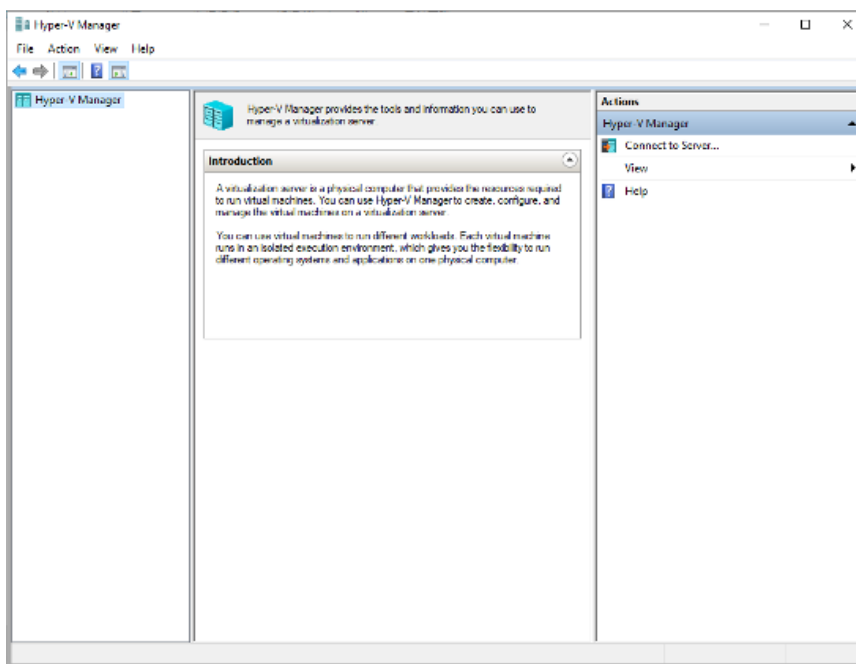 Hyper-V Manager
File Action View Help
Hyper-V Manager
Hyper-V Manager provides the tools and information you can use to
manage a virtualization server.
Introduction
A virtualization server is a physical computer that provides the resources required
to run virtual machines. You can use Hyper-V Manager to create, configure, and
manage the virtual machines on a virtualization server.
You can use virtual machines to run different workloads. Each virtual machine
runs in an isolated execution environment, which gives you the flexibility to run
different operating systems and applications on one physical computer.
Actions
Hyper-V Manager
Connect to Server...
View
Help